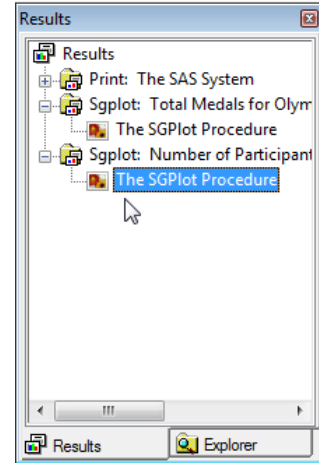 Results
Results
Print: The SAS System
Sgplot: Total Medals for Olym
The SGPlot Procedure
Sgplot: Number of Participant
The SGPlot Procedure
Results
Explorer